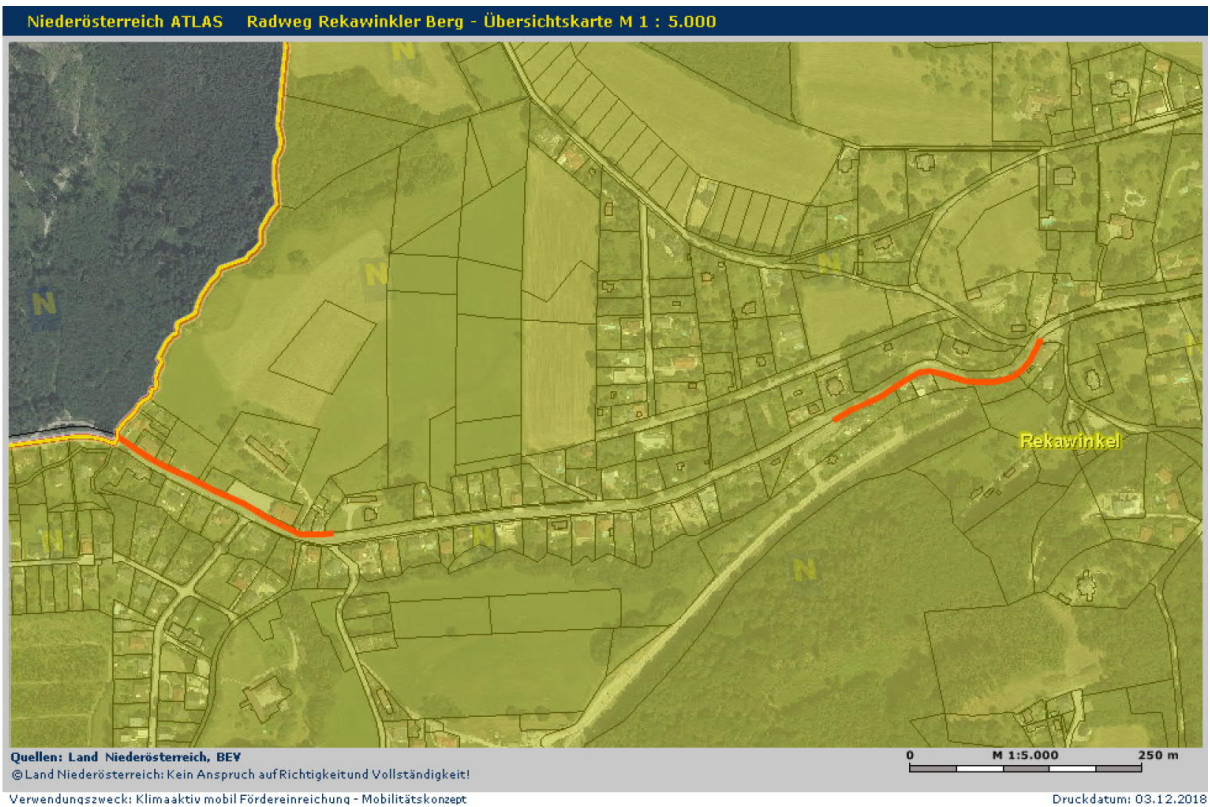 Niederösterreich ATLAS Radweg Rekawinkler Berg - Übersichtskarte M 1 : 5.000
N
N
N
N
N
N
N
N
Rekawinkel
Quellen: Land Niederösterreich, BEV
©Land Niederösterreich: Kein Anspruch auf Richtigkeit und Vollständigkeit!
0 M 1:5.000 250 m
Verwendungszweck: Klimaaktiv mobil Fördereinreichung - Mobilitätskonzept
Druckdatum: 03.12.2018